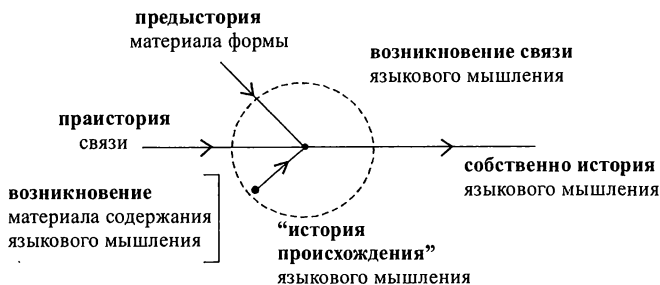 предыстория
материала формы
возникновение связи
языкового мышления
праистория
связи
собственно история
языкового мышления
возникновение
материала содержания
языкового мышления
“история
происхождения”
языкового мышления